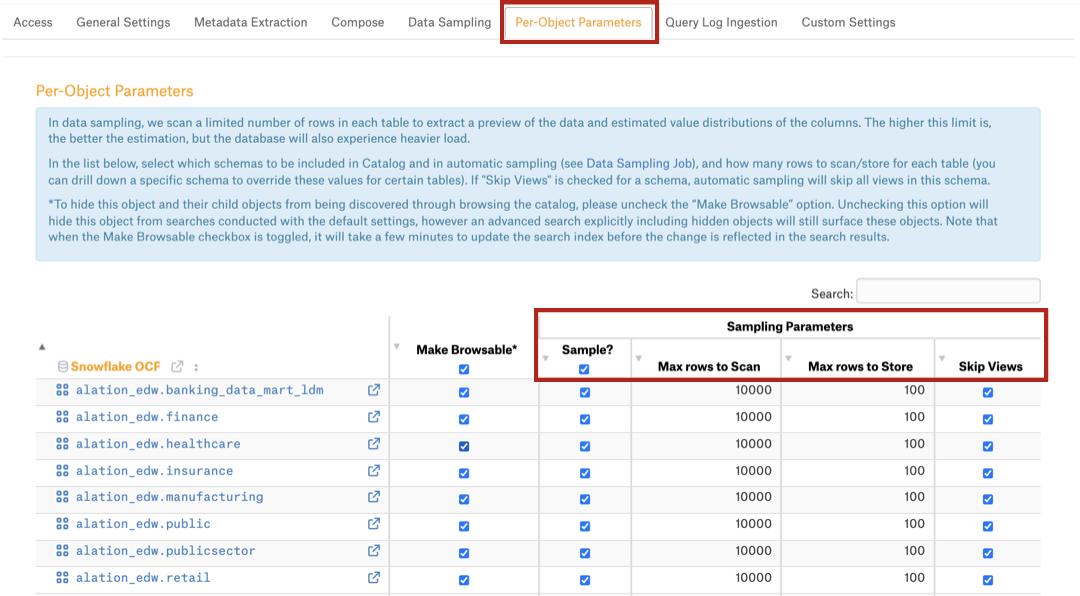 Access General Settings Metadata Extraction Compose Data Sampling Per-Object Parameters Query Log Ingestion Custom Settings
Per-Object Parameters
In data sampling, we scan a limited number of rows in each table to extract a preview of the data and estimated value distributions of the columns. The higher this limit is,
the better the estimation, but the database will also experience heavier load.
In the list below, select which schemas to be included in Catalog and in automatic sampling (see Data Sampling Job), and how many rows to scan/store for each table (you
can drill down a specific schema to override these values for certain tables). If "Skip Views" is checked for a schema, automatic sampling will skip all views in this schema.
*To hide this object and their child objects from being discovered through browsing the catalog, please uncheck the “Make Browsable” option. Unchecking this option will
hide this object from searches conducted with the default settings, however an advanced search explicitly including hidden objects will still surface these objects. Note that
when the Make Browsable checkbox is toggled, it will take a few minutes to update the search index before the change is reflected in the search results.
Search:
Sampling Parameters
Make Browsable* Sample?
Snowflake OCF Max rows to Scan Max rows to Store Skip Views
alation_edw.banking_data_mart_ldm 10000 100
alation_edw.finance 10000 100
alation_edw.healthcare 10000 100
alation_edw.insurance 10000 100
alation_edw.manufacturing 10000 100
alation_edw.public 10000 100
alation_edw.publicsector 10000 100
alation_edw.retail 10000 100